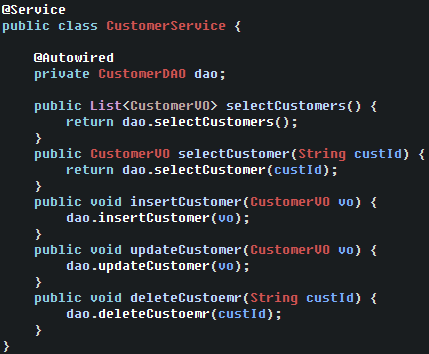 @Service
public class CustomerService {
@Autowired
private CustomerDAO dao;
public List<CustomerVO> selectCustomers() {
return dao.selectCustomers();
}
public CustomerVO selectCustomer(String custId) {
return dao.selectCustomer(custId);
}
public void insertCustomer(CustomerVO vo) {
dao.insertCustomer(vo);
}
public void updateCustomer(CustomerVO vo) {
dao.updateCustomer(vo);
}
public void deleteCustoemr(String custId) {
dao.deleteCustoemr(custId);
}
}